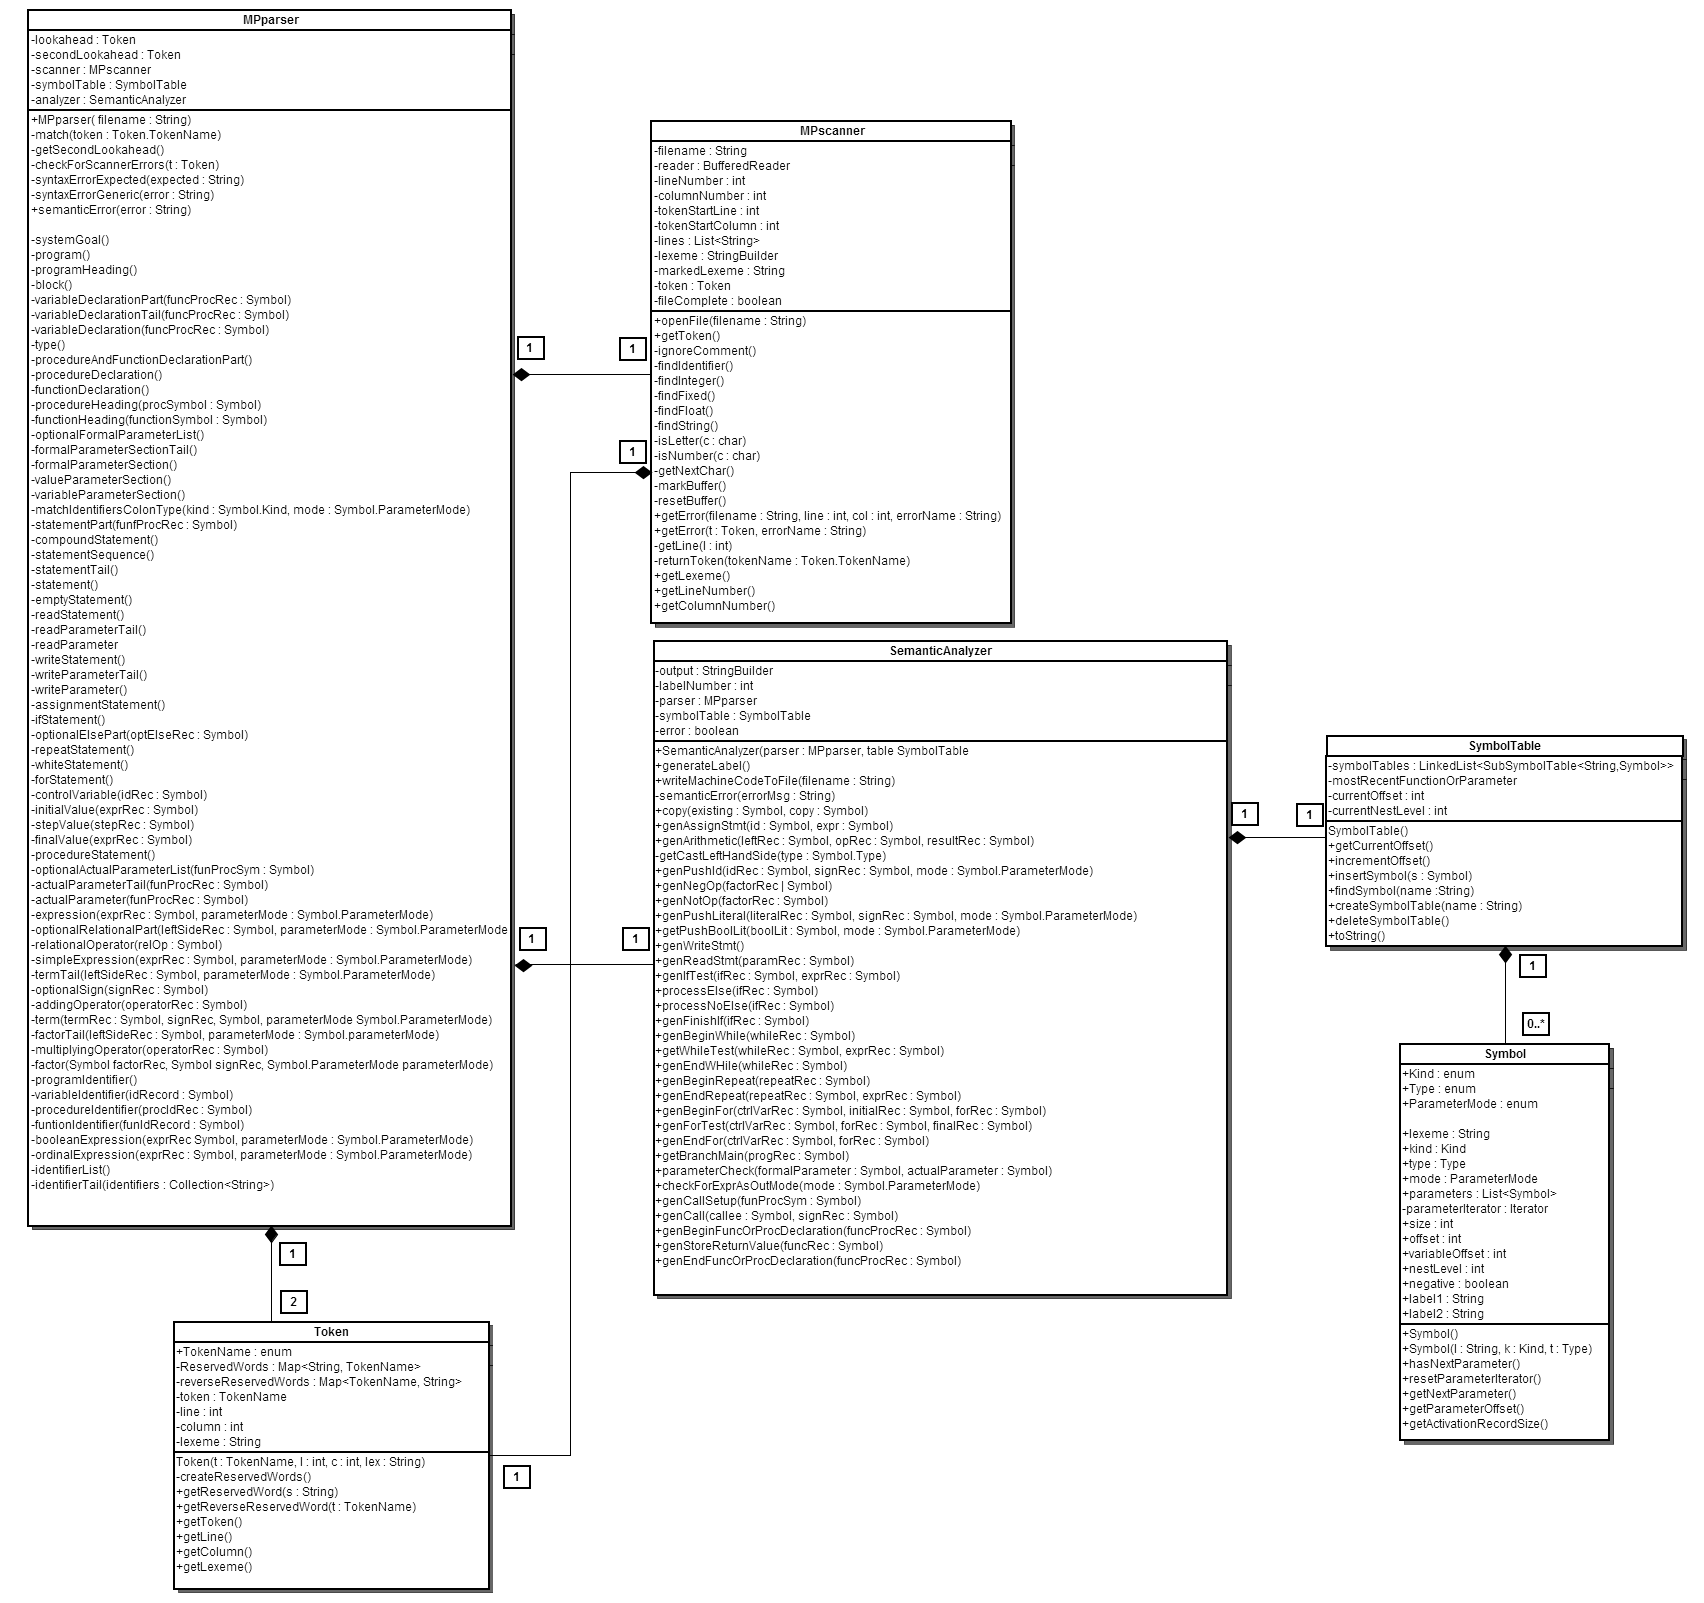 MPparser
-lookahead : Token
-secondLookahead : Token
-scanner : MPscanner
-symbolTable : SymbolTable
-analyzer : SemanticAnalyzer
+MPparser( filename : String)
-match(token : Token.TokenName)
-getSecondLookahead()
-checkForScannerErrors(t : Token)
-syntaxErrorExpected(expected : String)
-syntaxErrorGeneric(error : String)
+semanticError(error : String)
-systemGoal()
-program()
-programHeading()
-block()
-variableDeclarationPart(funcProcRec : Symbol)
-variableDeclarationTail(funcProcRec : Symbol)
-variableDeclaration(funcProcRec : Symbol)
-type()
-procedureAndFunctionDeclarationPart()
-procedureDeclaration()
-functionDeclaration()
-procedureHeading(procSymbol : Symbol)
-functionHeading(functionSymbol : Symbol)
-optionalFormalParameterList()
-formalParameterSectionTail()
-formalParameterSection()
-valueParameterSection()
-variableParameterSection()
-matchIdentifiersColonType(kind : Symbol.Kind, mode : Symbol.ParameterMode)
-statementPart(funfProcRec : Symbol)
-compoundStatement()
-statementSequence()
-statementTail()
-statement()
-emptyStatement()
-readStatement()
-readParameterTail()
-readParameter
-writeStatement()
-writeParameterTail()
-writeParameter()
-assignmentStatement()
-ifStatement()
-optionalElsePart(optElseRec : Symbol)
-repeatStatement()
-whiteStatement()
-forStatement()
-controlVariable(idRec : Symbol)
-initialValue(exprRec : Symbol)
-stepValue(stepRec : Symbol)
-finalValue(exprRec : Symbol)
-procedureStatement()
-optionalActualParameterList(funProcSym : Symbol)
-actualParameterTail(funProcRec : Symbol)
-actualParameter(funProcRec : Symbol)
-expression(exprRec : Symbol, parameterMode : Symbol.ParameterMode)
-optionalRelationalPart(leftSideRec : Symbol, parameterMode : Symbol.ParameterMode
-relationalOperator(relOp : Symbol)
-simpleExpression(exprRec : Symbol, parameterMode : Symbol.ParameterMode)
-termTail(leftSideRec : Symbol, parameterMode : Symbol.ParameterMode)
-optionalSign(signRec : Symbol)
-addingOperator(operatorRec : Symbol)
-term(termRec : Symbol, signRec, Symbol, parameterMode Symbol.ParameterMode)
-factorTail(leftSideRec : Symbol, parameterMode : Symbol.parameterMode)
-multiplyingOperator(operatorRec : Symbol)
-factor(Symbol factorRec, Symbol signRec, Symbol.ParameterMode parameterMode)
-programIdentifier()
-variableIdentifier(idRecord : Symbol)
-procedureIdentifier(procIdRec : Symbol)
-funtionIdentifier(funIdRecord : Symbol)
-booleanExpression(exprRec Symbol, parameterMode : Symbol.ParameterMode)
-ordinalExpression(exprRec : Symbol, parameterMode : Symbol.ParameterMode)
-identifierList()
-identifierTail(identifiers : Collection<String>)
1
1
1
1
1
2
MPscanner
-filename : String
-reader : BufferedReader
-lineNumber : int
-columnNumber : int
-tokenStartLine : int
-tokenStartColumn : int
-lines : List<String>
-lexeme : StringBuilder
-markedLexeme : String
-token : Token
-fileComplete : boolean
+openFile(filename : String)
+getToken()
-ignoreComment()
-findIdentifier()
-findInteger()
-findFixed()
-findFloat()
-findString()
-isLetter(c : char)
-isNumber(c : char)
-getNextChar()
-markBuffer()
-resetBuffer()
+getError(filename : String, line : int, col : int, errorName : String)
+getError(t : Token, errorName : String)
-getLine(l : int)
-returnToken(tokenName : Token.TokenName)
+getLexeme()
+getLineNumber()
+getColumnNumber()
1
SemanticAnalyzer
-output : StringBuilder
-labelNumber : int
-parser : MPparser
-symbolTable : SymbolTable
-error : boolean
+SemanticAnalyzer(parser : MPparser, table SymbolTable
+generateLabel()
+writeMachineCodeToFile(filename : String)
-semanticError(errorMsg : String)
+copy(existing : Symbol, copy : Symbol)
+genAssignStmt(id : Symbol, expr : Symbol)
+genArithmetic(leftRec : Symbol, opRec : Symbol, resultRec : Symbol)
-getCastLeftHandSide(type : Symbol.Type)
+genPushId(idRec : Symbol, signRec : Symbol, mode : Symbol.ParameterMode)
+genNegOp(factorRec | Symbol)
+genNotOp(factorRec : Symbol)
+genPushLiteral(literalRec : Symbol, signRec : Symbol, mode : Symbol.ParameterMode)
+getPushBoolLit(boolLit : Symbol, mode : Symbol.ParameterMode)
+genWriteStmt()
+genReadStmt(paramRec : Symbol)
+genIfTest(ifRec : Symbol, exprRec : Symbol)
+processElse(ifRec : Symbol)
+processNoElse(ifRec : Symbol)
+genFinishIf(ifRec : Symbol)
+genBeginWhile(whileRec : Symbol)
+getWhileTest(whileRec : Symbol, exprRec : Symbol)
+genEndWHile(whileRec : Symbol)
+genBeginRepeat(repeatRec : Symbol)
+genEndRepeat(repeatRec : Symbol, exprRec : Symbol)
+genBeginFor(ctrlVarRec : Symbol, initialRec : Symbol, forRec : Symbol)
+genForTest(ctrlVarRec : Symbol, forRec : Symbol, finalRec : Symbol)
+genEndFor(ctrlVarRec : Symbol, forRec : Symbol)
+getBranchMain(progRec : Symbol)
+parameterCheck(formalParameter : Symbol, actualParameter : Symbol)
+checkForExprAsOutMode(mode : Symbol.ParameterMode)
+genCallSetup(funProcSym : Symbol)
+genCall(callee : Symbol, signRec : Symbol)
+genBeginFuncOrProcDeclaration(funcProcRec : Symbol)
+genStoreReturnValue(funcRec : Symbol)
+genEndFuncOrProcDeclaration(funcProcRec : Symbol)
1
1
SymbolTable
-symbolTables : LinkedList<SubSymbolTable<String,Symbol>>
-mostRecentFunctionOrParameter
-currentOffset : int
-currentNestLevel : int
SymbolTable()
+getCurrentOffset()
+incrementOffset()
+insertSymbol(s : Symbol)
+findSymbol(name :String)
+createSymbolTable(name : String)
+deleteSymbolTable()
+toString()
1
0..*
Symbol
+Kind : enum
+Type : enum
+ParameterMode : enum
+lexeme : String
+kind : Kind
+type : Type
+mode : ParameterMode
+parameters : List<Symbol>
-parameterIterator : Iterator
+size : int
+offset : int
+variableOffset : int
+nestLevel : int
+negative : boolean
+label1 : String
+label2 : String
+Symbol()
+Symbol(l : String, k : Kind, t : Type)
+hasNextParameter()
+resetParameterIterator()
+getNextParameter()
+getParameterOffset()
+getActivationRecordSize()
Token
+TokenName : enum
-ReservedWords : Map<String, TokenName>
-reverseReservedWords : Map<TokenName, String>
-token : TokenName
-line : int
-column : int
-lexeme : String
Token(t : TokenName, l : int, c : int, lex : String)
-createReservedWords()
+getReservedWord(s : String)
+getReverseReservedWord(t : TokenName)
+getToken()
+getLine()
+getColumn()
+getLexeme()
1